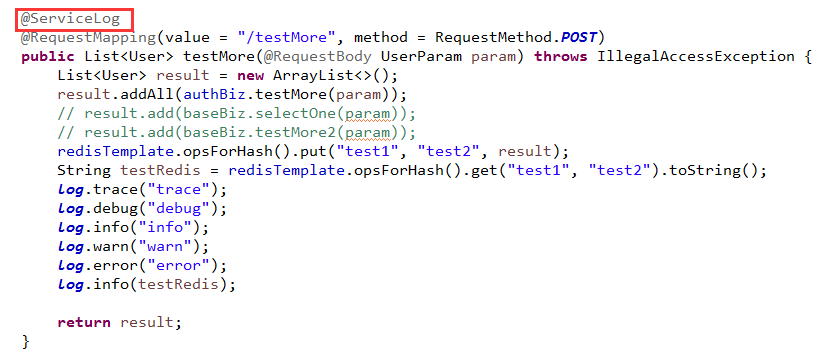 @ServiceLog
@RequestMapping(value = "/testMore", method = RequestMethod.POST)
public List<User> testMore(@RequestBody UserParam param) throws IllegalAccessException {
    List<User> result = new ArrayList<>();
    result.addAll(authBiz.testMore(param));
    // result.add(baseBiz.selectOne(param));
    // result.add(baseBiz.testMore2(param));
    redisTemplate.opsForHash().put("test1", "test2", result);
    String testRedis = redisTemplate.opsForHash().get("test1", "test2").toString();
    log.trace("trace");
    log.debug("debug");
    log.info("info");
    log.warn("warn");
    log.error("error");
    log.info(testRedis);

    return result;
}